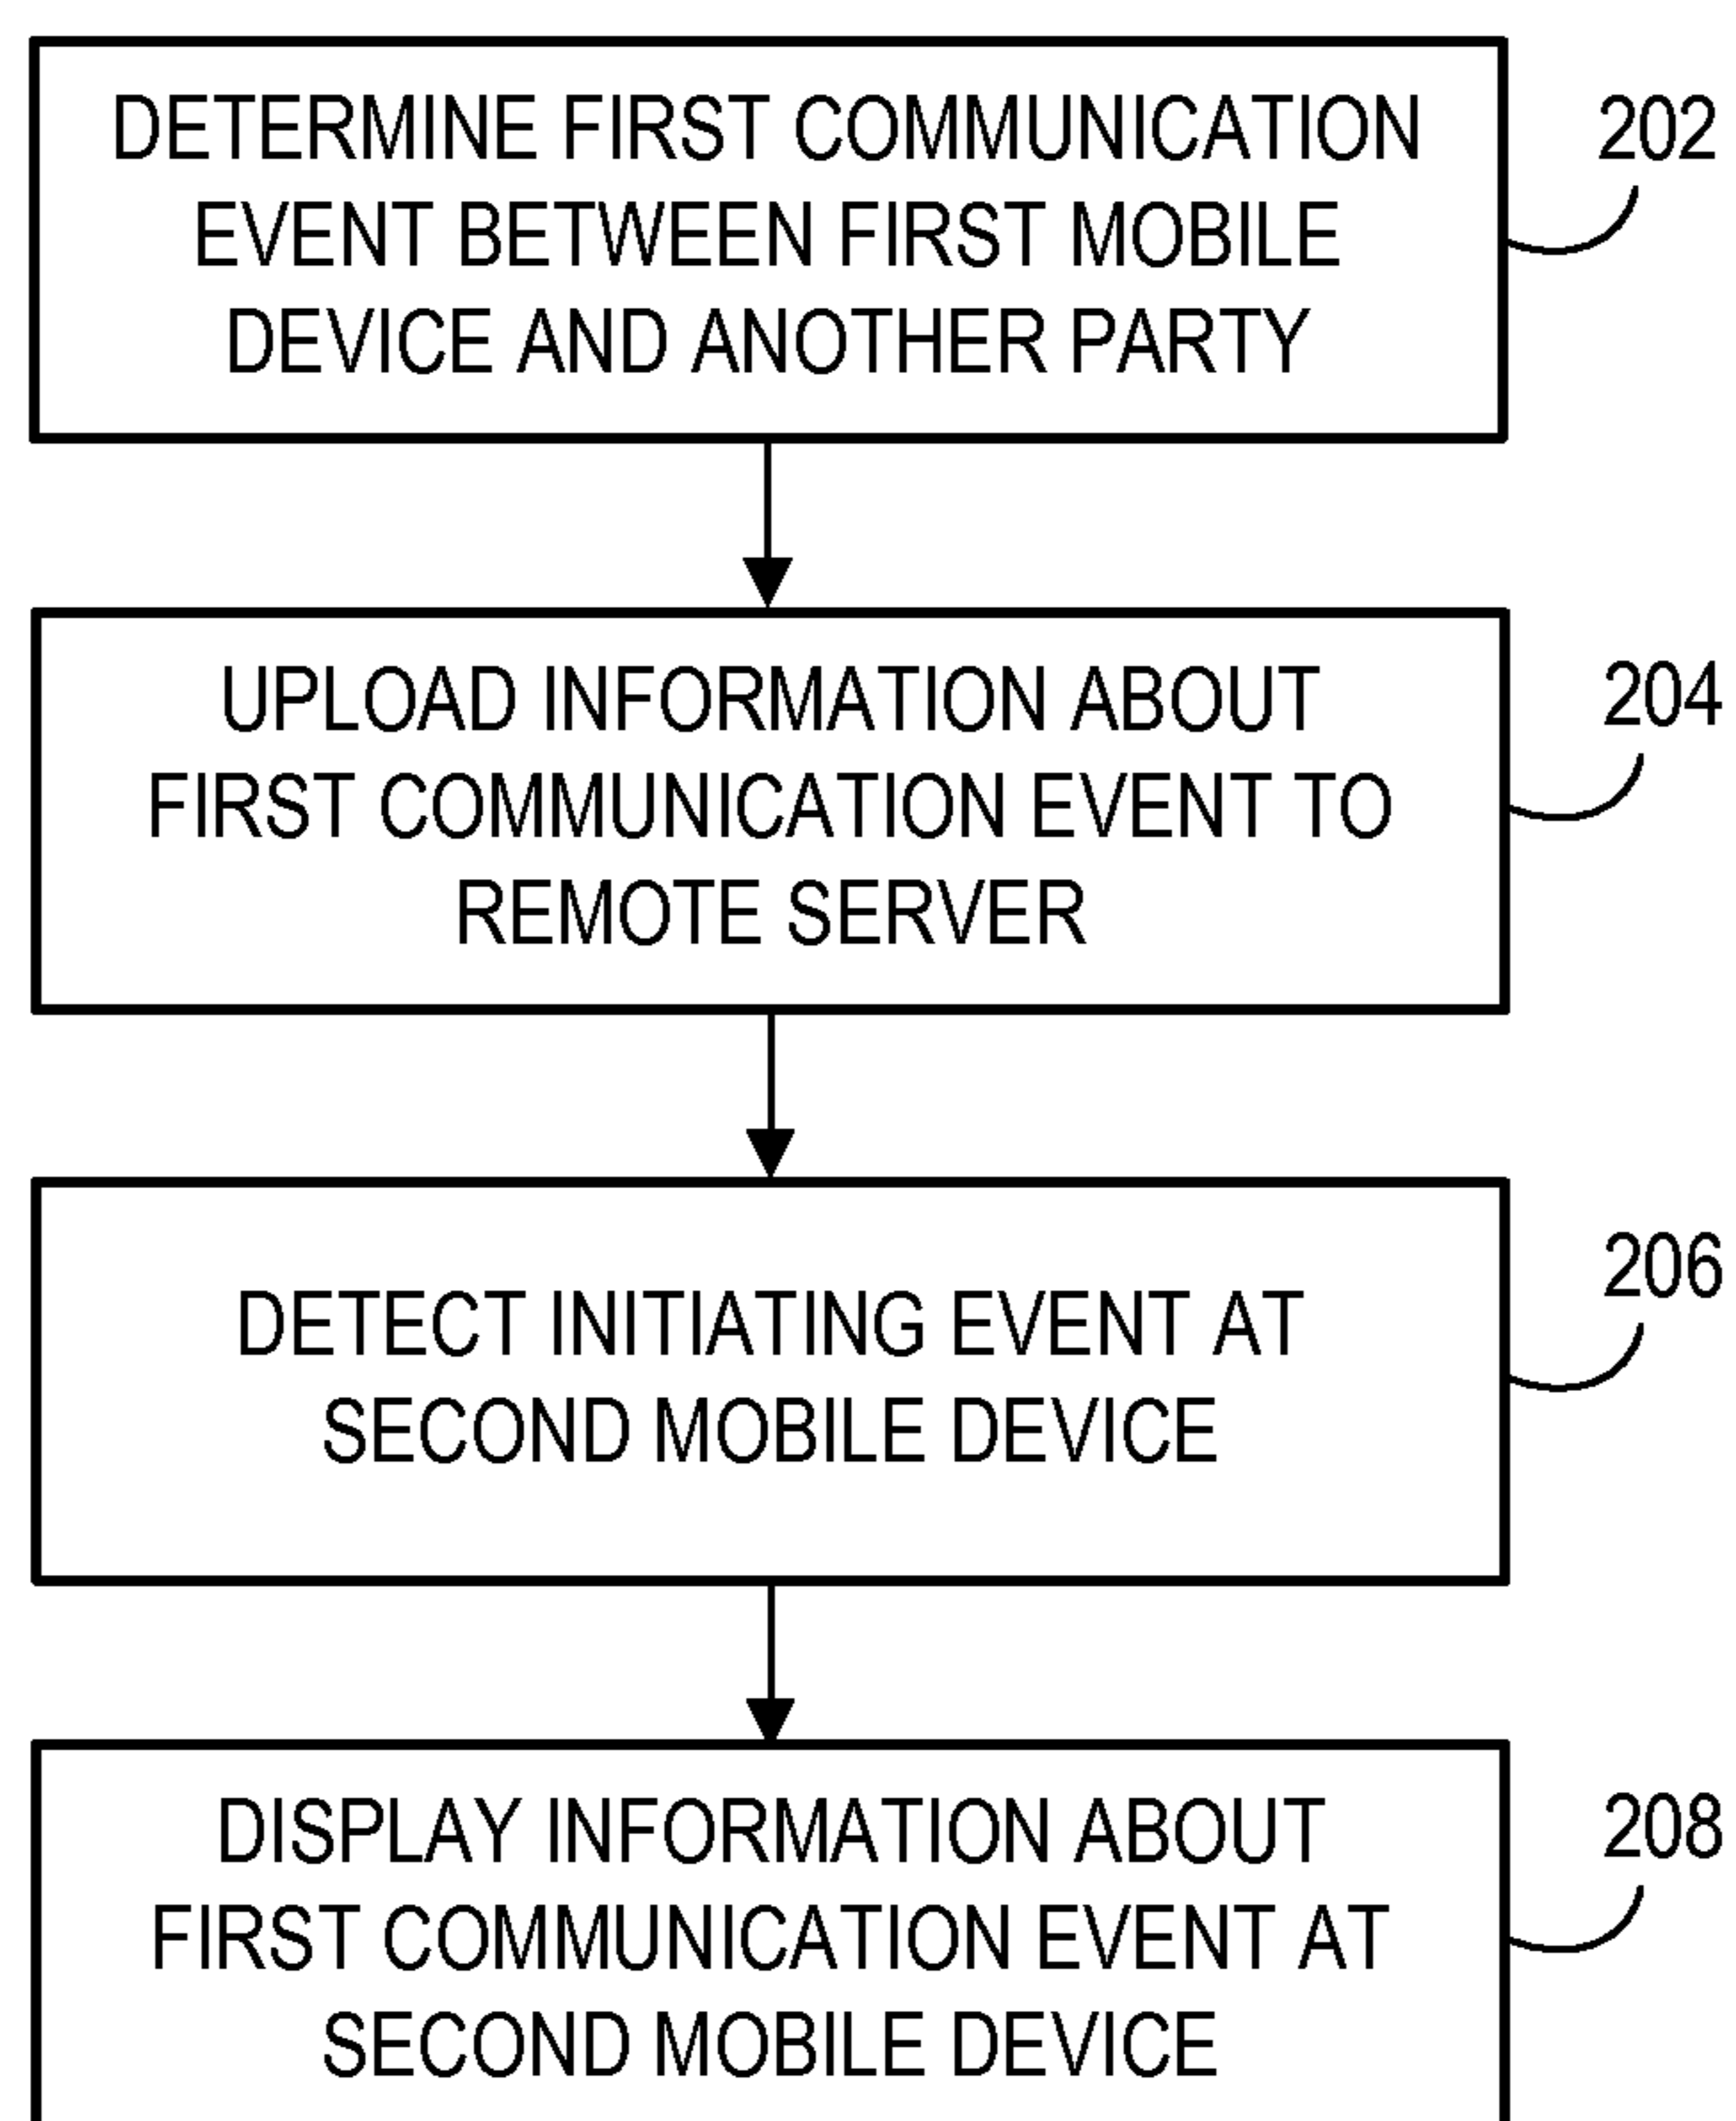 DETERMINE FIRST COMMUNICATION
EVENT BETWEEN FIRST MOBILE
DEVICE AND ANOTHER PARTY
202
UPLOAD INFORMATION ABOUT
FIRST COMMUNICATION EVENT TO
REMOTE SERVER
204
DETECT INITIATING EVENT AT
SECOND MOBILE DEVICE
206
DISPLAY INFORMATION ABOUT
FIRST COMMUNICATION EVENT AT
SECOND MOBILE DEVICE
208